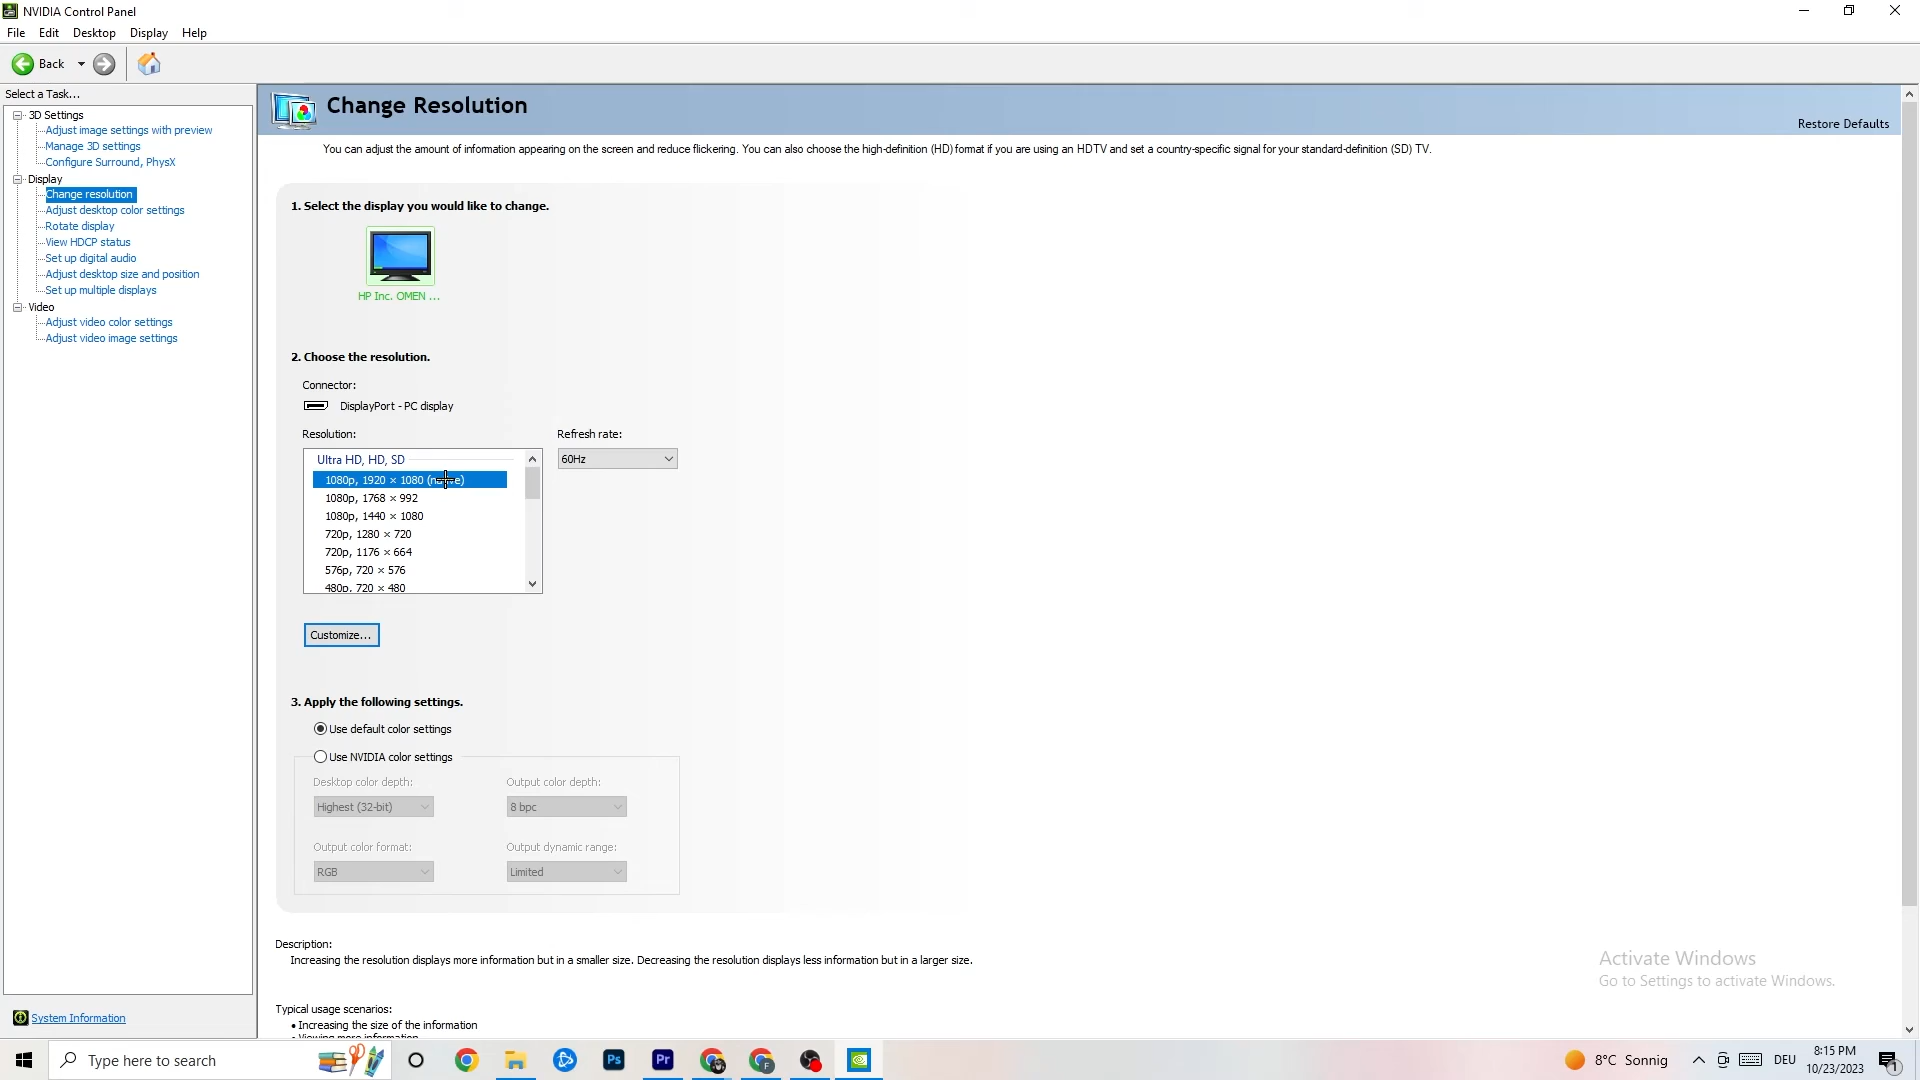 NVIDIA Control Panel
File Edit Desktop Display Help
Back
Select a Task...
3D Settings
Adjust image settings with preview
Manage 3D settings
Configure Surround, PhysX
Display
Change resolution
Adjust desktop color settings
Rotate display
View HDCP status
Set up digital audio
Adjust desktop size and position
Set up multiple displays
Video
Adjust video color settings
Adjust video image settings
System Information
Change Resolution
Restore Defaults
You can adjust the amount of information appearing on the screen and reduce flickering. You can also choose the high-definition (HD) format if you are using an HDTV and set a country-specific signal for your standard-definition (SD) TV.
1. Select the display you would like to change.
HP Inc. OMEN ...
2. Choose the resolution.
Connector:
DisplayPort - PC display
Resolution:
Refresh rate:
Ultra HD, HD, SD
60Hz
1080p, 1920 × 1080 (native)
1080p, 1768 × 992
1080p, 1440 × 1080
720p, 1280 × 720
720p, 1176 × 664
576p, 720 × 576
480p, 720 × 480
Customize...
3. Apply the following settings.
Use default color settings
Use NVIDIA color settings
Desktop color depth:
Output color depth:
Highest (32-bit)
8 bpc
Output color format:
Output dynamic range:
RGB
Limited
Description:
Increasing the resolution displays more information but in a smaller size. Decreasing the resolution displays less information but in a larger size.
Typical usage scenarios:
• Increasing the size of the information
• Viewing more information
Activate Windows
Go to Settings to activate Windows.
Type here to search
Ps
Pr
F
8°C Sonnig
DEU
8:15 PM
10/23/2023
1